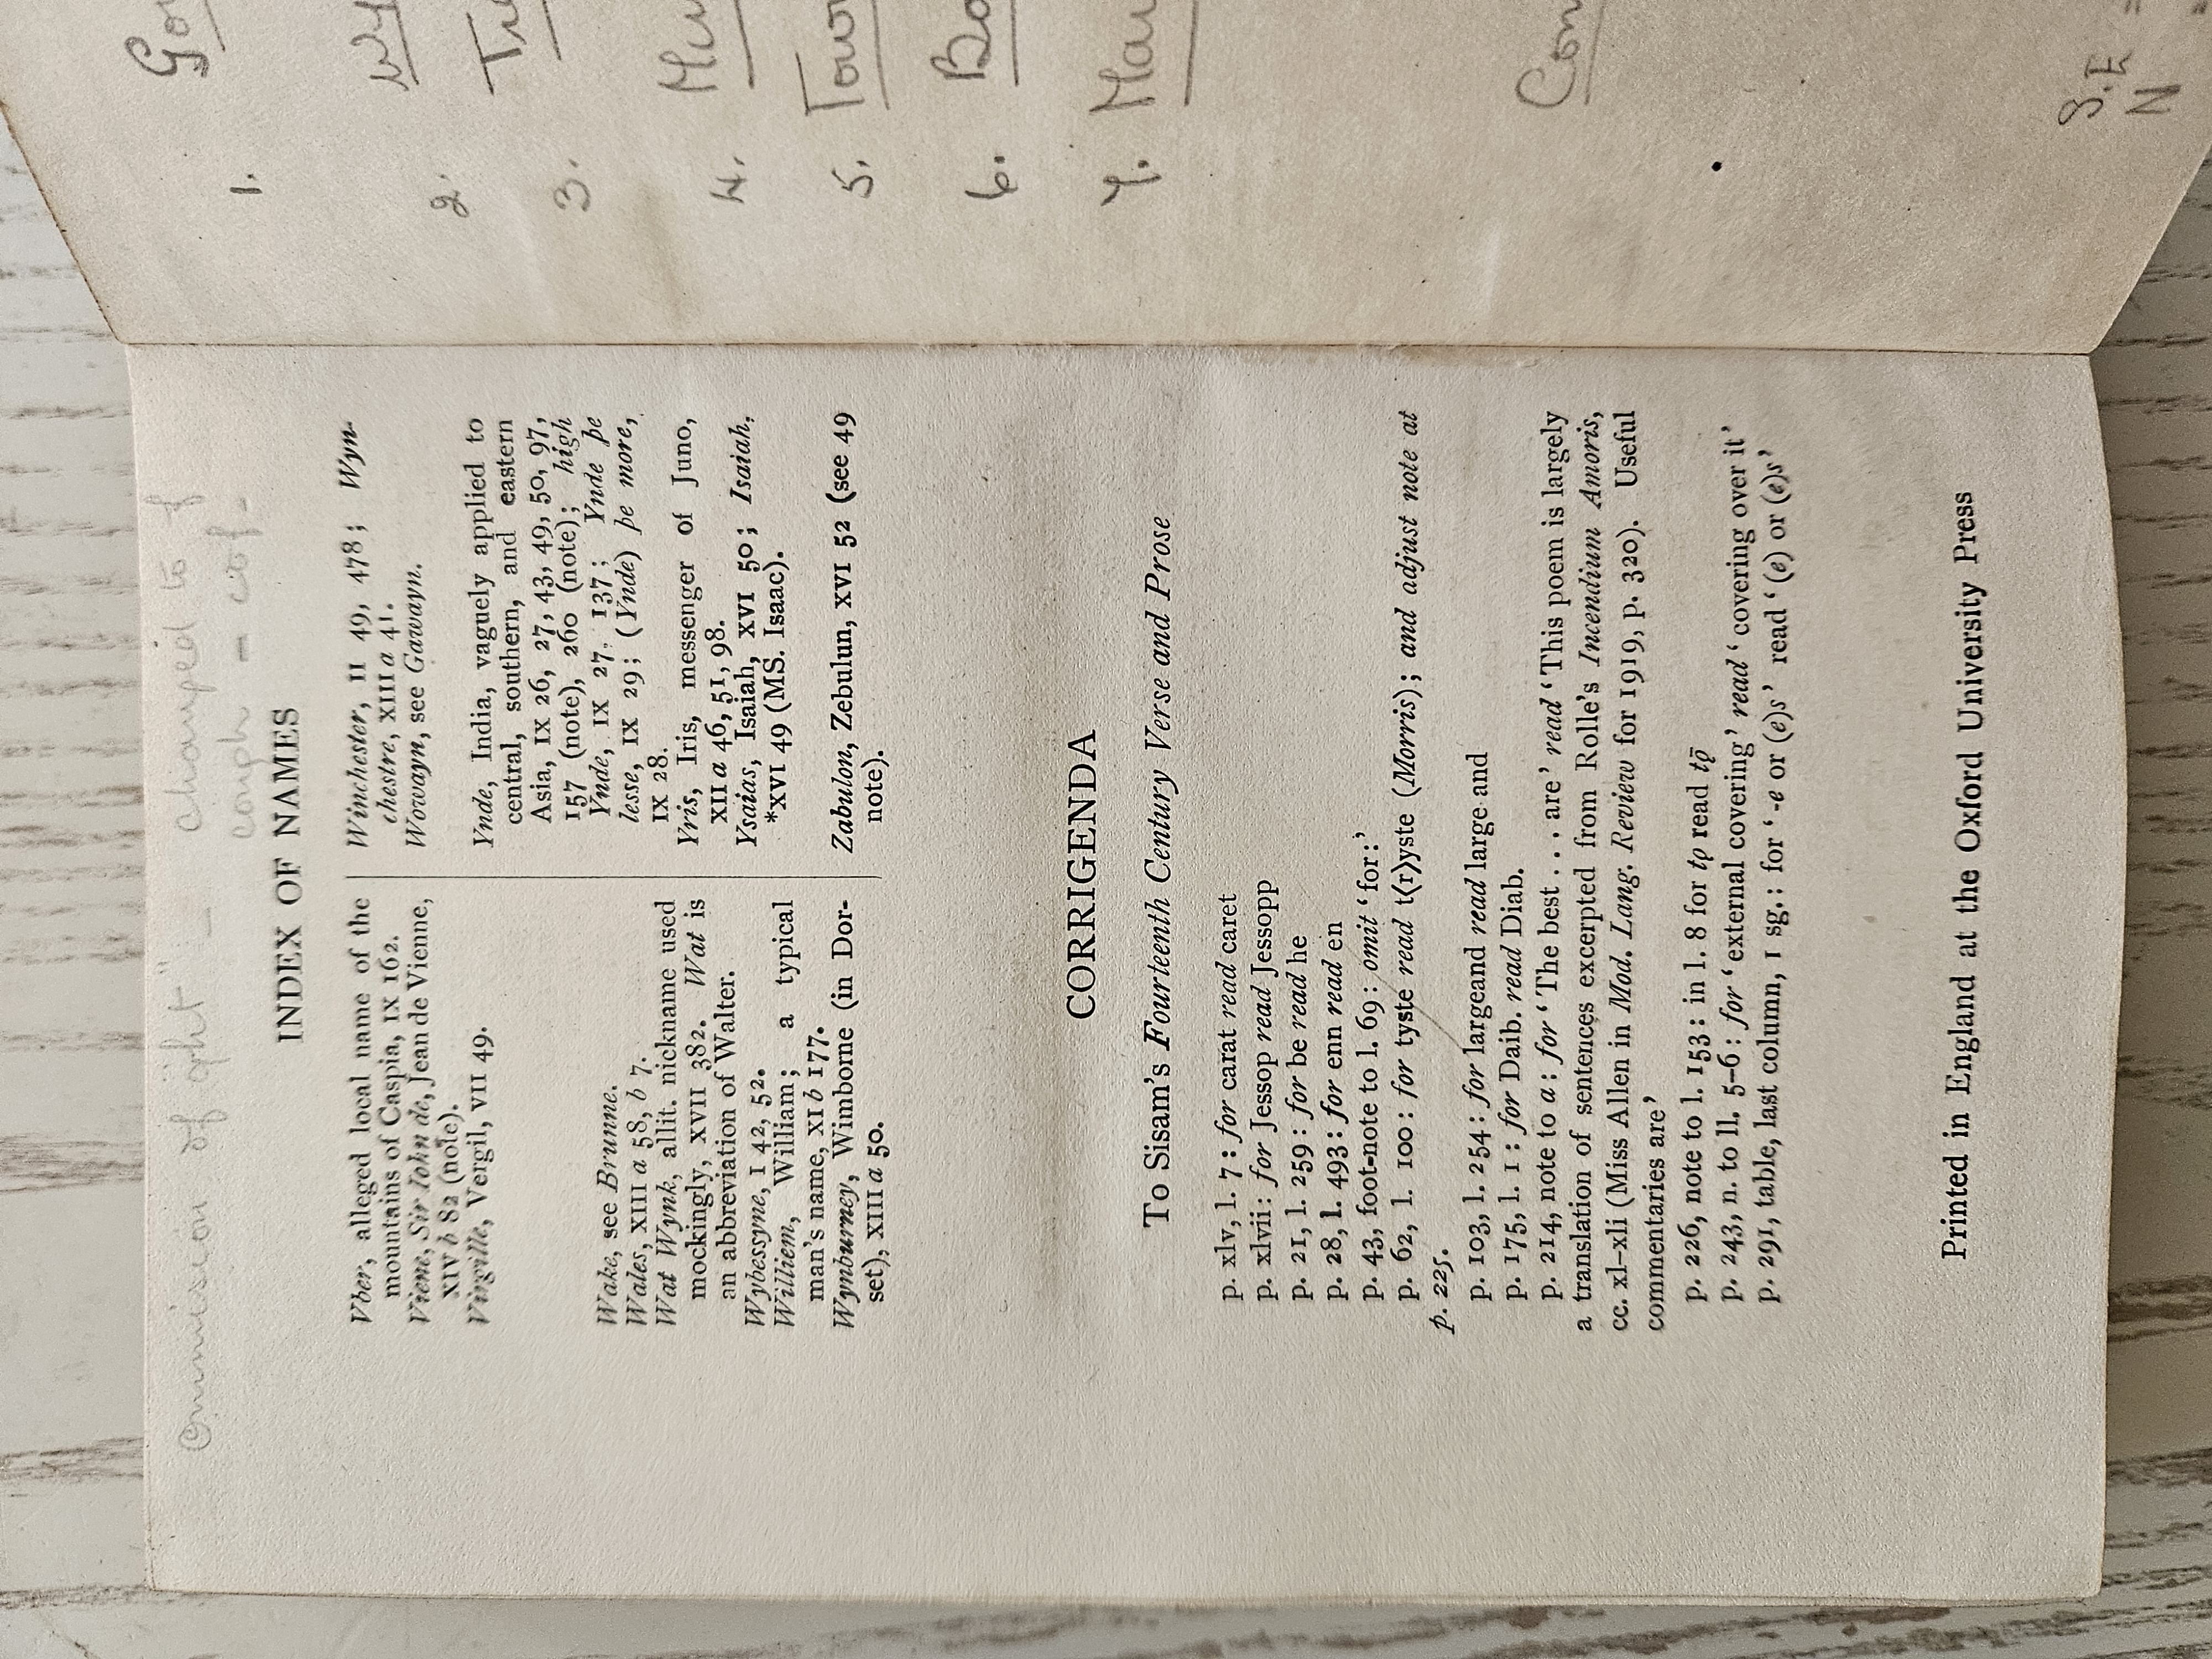 Ommission of "
changed to f
conph – cof-
INDEX OF NAMES
Vber, alleged local name of the
mountains of Caspia, IX 162.
Viene, Sir Iohn de, Jean de Vienne,
XIV b 82 (note).
Virgille, Vergil, VII 49.
Wake, see Brunne.
Wales, XIII a 58, b 7.
Wat Wynk, allit. nickname used
mockingly, XVII 382. Wat is
an abbreviation of Walter.
Wybessyne, I 42, 52.
Williem, William; a typical
man's name, XI b 177.
Wynburney, Wimborne (in Dor-
set), XIII a 50.
Winchester, II 49, 478; Wyn-
chestre, XIII a 41.
Wowayn, see Gawayn.
Ynde, India, vaguely applied to
central, southern, and eastern
Asia, IX 26, 27, 43, 49, 50, 97,
157 (note), 260 (note); high
Ynde, IX 27, 137; Ynde þe
lesse, IX 29; (Ynde) þe more,
IX 28.
Yris, Iris, messenger of Juno,
XII a 46, 51, 98.
Ysaias, Isaiah, XVI 50; Isaiah,
*XVI 49 (MS. Isaac).
Zabulon, Zebulun, XVI 52 (see 49
note).
CORRIGENDA
To Sisam's Fourteenth Century Verse and Prose
p. xlv, l. 7: for carat read caret
p. xlvii: for Jessop read Jessopp
p. 21, l. 259: for be read he
p. 28, l. 493: for enn read en
p. 43, foot-note to l. 69: omit ‘for:’
p. 62, l. 100: for tyste read t⟨r⟩yste (Morris); and adjust note at
p. 225.
p. 103, l. 254: for largeand read large and
p. 175, l. 1: for Daib. read Diab.
p. 214, note to a: for ‘The best . . . are’ read ‘This poem is largely
a translation of sentences excerpted from Rolle's Incendium Amoris,
cc. xl–xli (Miss Allen in Mod. Lang. Review for 1919, p. 320). Useful
commentaries are’
p. 226, note to l. 153: in l. 8 for tꝑ read tp̄
p. 243, n. to ll. 5–6: for ‘external covering’ read ‘covering over it’
p. 291, table, last column, 1 sg.: for ‘-e or (e)s’ read ‘(e) or (e)s’
Printed in England at the Oxford University Press
1.
2.
3.
4.
5.
6.
7.
S.E =
N